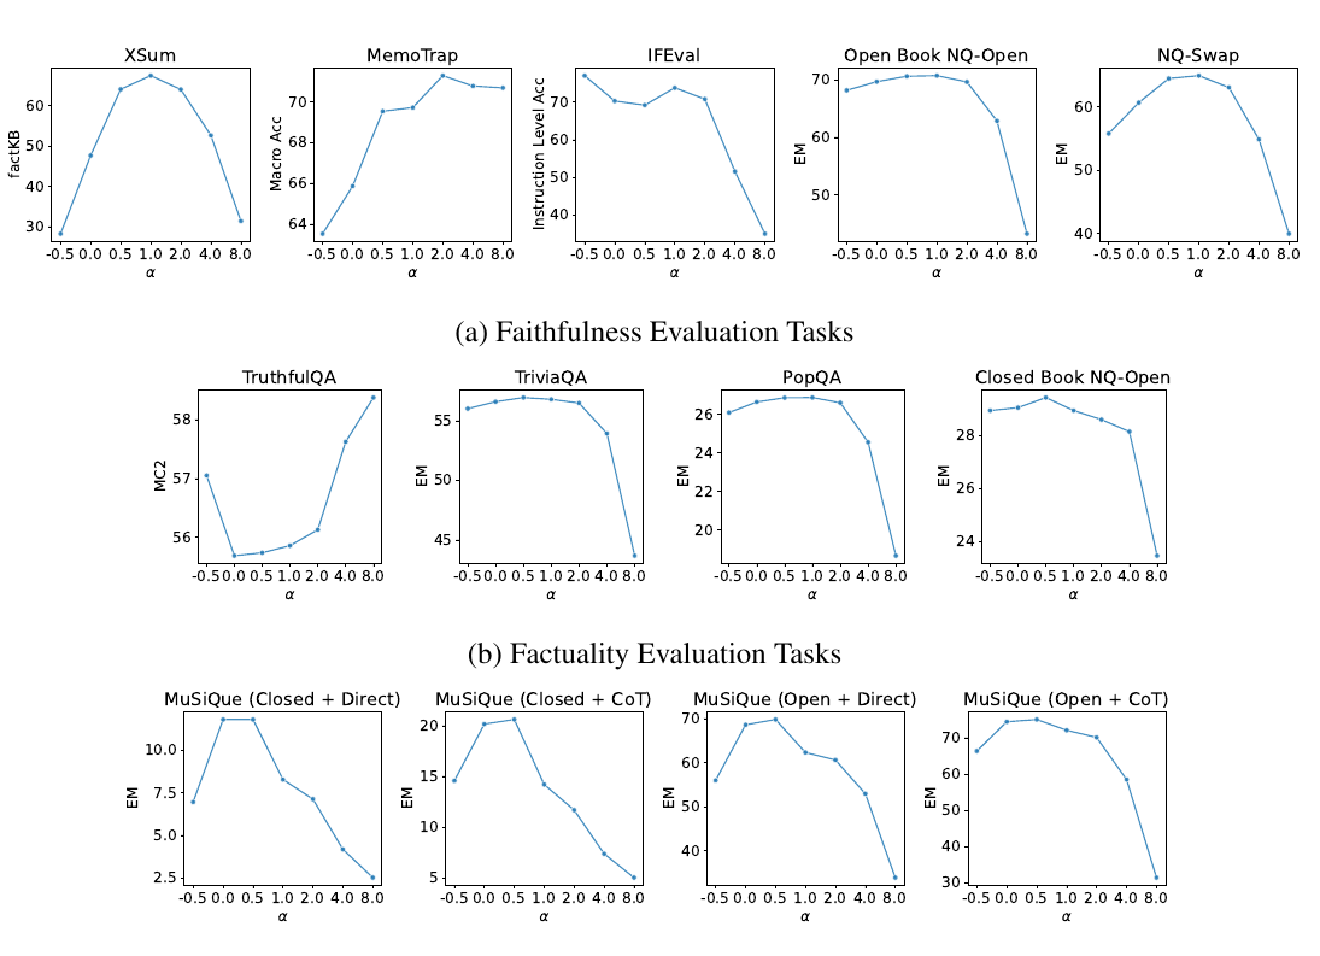 XSum
factKB
60
50
40
30
-0.5 0.0 0.5 1.0 2.0 4.0 8.0
α
MemoTrap
Macro Acc
70
68
66
64
-0.5 0.0 0.5 1.0 2.0 4.0 8.0
α
IFEval
Instruction Level Acc
70
60
50
40
-0.5 0.0 0.5 1.0 2.0 4.0 8.0
α
Open Book NQ-Open
EM
70
60
50
-0.5 0.0 0.5 1.0 2.0 4.0 8.0
α
NQ-Swap
EM
60
50
40
-0.5 0.0 0.5 1.0 2.0 4.0 8.0
α
(a) Faithfulness Evaluation Tasks
TruthfulQA
MC2
58
57
56
-0.5 0.0 0.5 1.0 2.0 4.0 8.0
α
TriviaQA
EM
55
50
45
-0.5 0.0 0.5 1.0 2.0 4.0 8.0
α
PopQA
EM
26
24
22
20
-0.5 0.0 0.5 1.0 2.0 4.0 8.0
α
Closed Book NQ-Open
EM
28
26
24
-0.5 0.0 0.5 1.0 2.0 4.0 8.0
α
(b) Factuality Evaluation Tasks
MuSiQue (Closed + Direct)
EM
10.0
7.5
5.0
2.5
-0.5 0.0 0.5 1.0 2.0 4.0 8.0
α
MuSiQue (Closed + CoT)
EM
20
15
10
5
-0.5 0.0 0.5 1.0 2.0 4.0 8.0
α
MuSiQue (Open + Direct)
EM
70
60
50
40
-0.5 0.0 0.5 1.0 2.0 4.0 8.0
α
MuSiQue (Open + CoT)
EM
70
60
50
40
30
-0.5 0.0 0.5 1.0 2.0 4.0 8.0
α